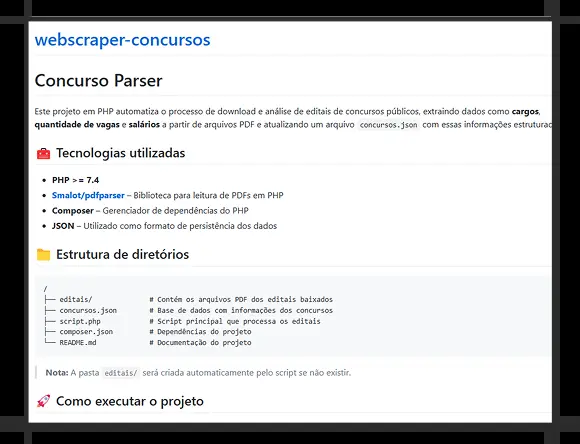 webscraper-concursos
Concurso Parser
Este projeto em PHP automatiza o processo de download e análise de editais de concursos públicos, extraindo dados como cargos,
quantidade de vagas e salários a partir de arquivos PDF e atualizando um arquivo concursos.json com essas informações
Tecnologias utilizadas
• PHP >= 7.4
• Smalot/pdfparser – Biblioteca para leitura de PDFs em PHP
• Composer – Gerenciador de dependências do PHP
• JSON – Utilizado como formato de persistência dos dados
Estrutura de diretórios
/
├── editais/ # Contém os arquivos PDF dos editais baixados
├── concursos.json # Base de dados com informações dos concursos
├── script.php # Script principal que processa os editais
├── composer.json # Dependências do projeto
└── README.md # Documentação do projeto
Nota: A pasta editais/ será criada automaticamente pelo script se não existir.
Como executar o projeto